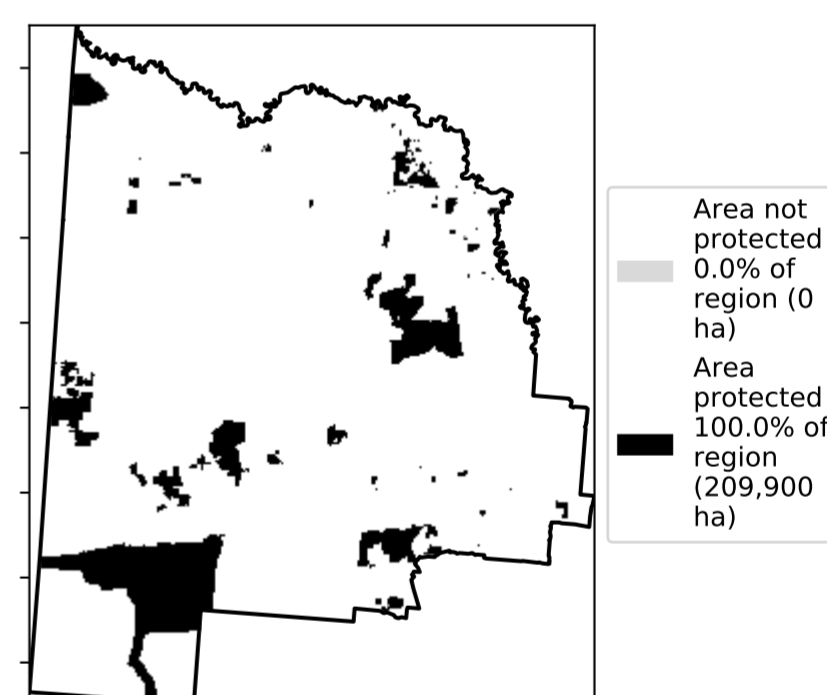 Area not
protected
0.0% of
region (0
ha)
Area
protected
100.0% of
region
(209,900
ha)